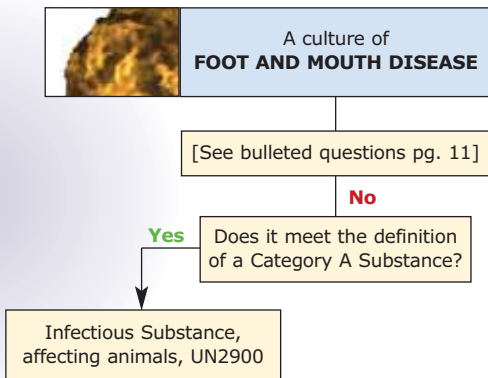 A culture of
FOOT AND MOUTH DISEASE
[See bulleted questions pg. 11]
No
Yes
Does it meet the definition
of a Category A Substance?
Infectious Substance,
affecting animals, UN2900